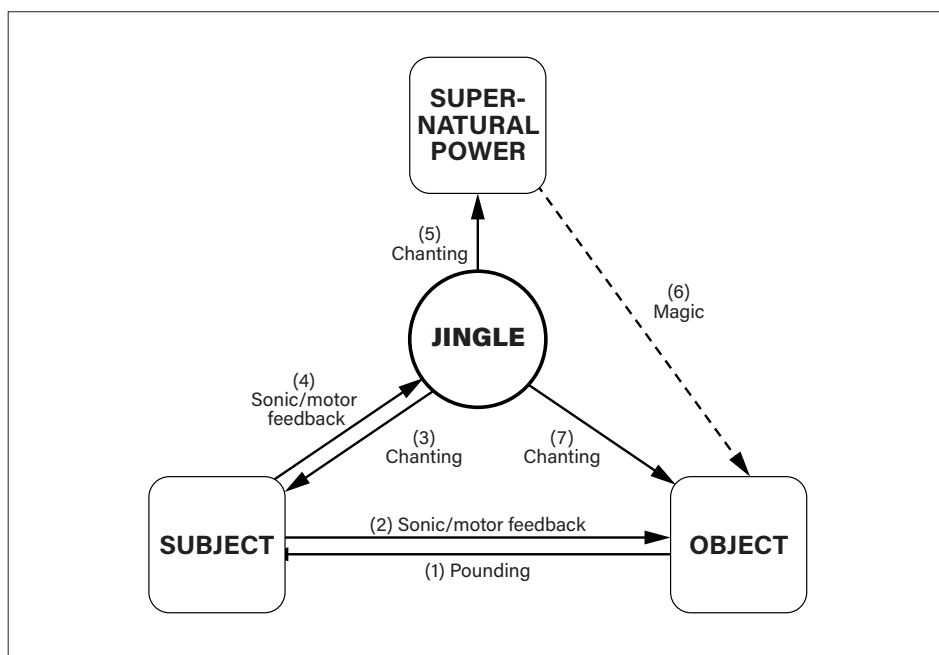 SUPER-
NATURAL
POWER
(5)
Chanting
(6)
Magic
JINGLE
(4)
Sonic/motor
feedback
(3)
Chanting
(7)
Chanting
SUBJECT
(2) Sonic/motor feedback
OBJECT
(1) Pounding